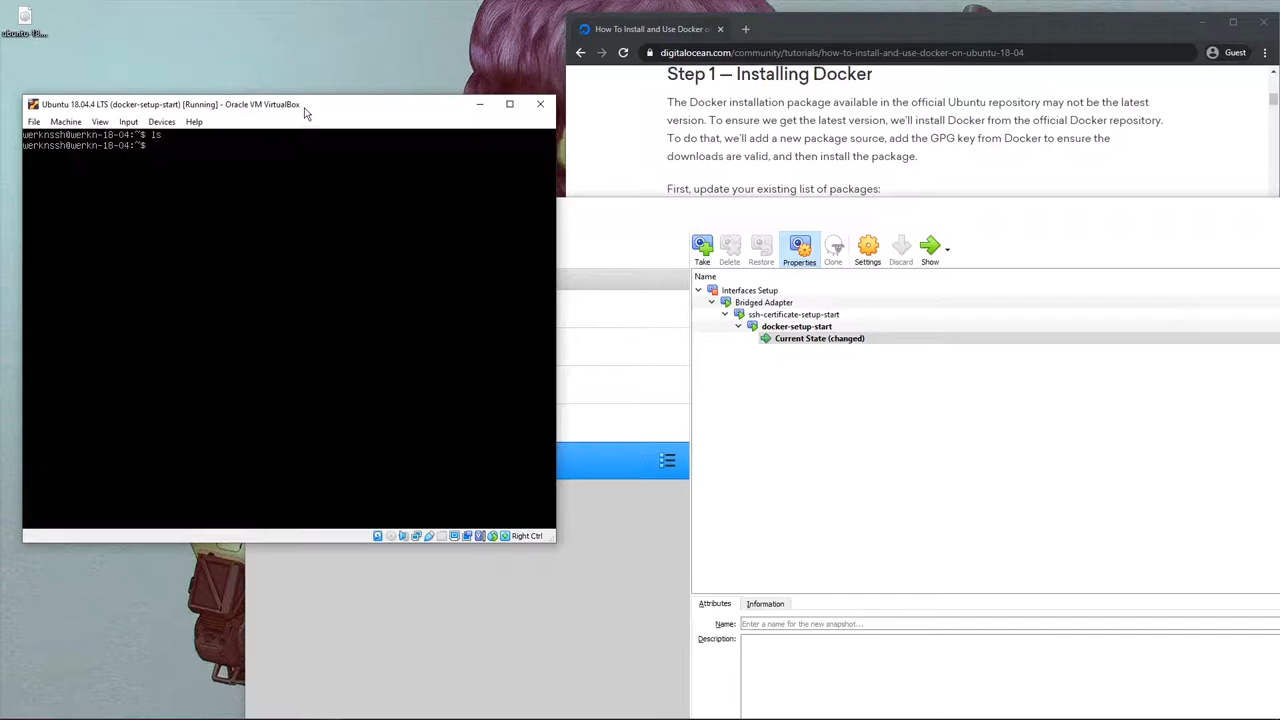 ubuntu-18....
How To Install and Use Docker o
digitalocean.com/community/tutorials/how-to-install-and-use-docker-on-ubuntu-18-04
Guest
Step 1 — Installing Docker
The Docker installation package available in the official Ubuntu repository may not be the latest
version. To ensure we get the latest version, we'll install Docker from the official Docker repository.
To do that, we'll add a new package source, add the GPG key from Docker to ensure the
downloads are valid, and then install the package.
First, update your existing list of packages:
Ubuntu 18.04.4 LTS (docker-setup-start) [Running] - Oracle VM VirtualBox
File Machine View Input Devices Help
werknssh@werkn-18-04:~$ ls
werknssh@werkn-18-04:~$
Right Ctrl
Take Delete Restore Properties Clone Settings Discard Show
Name
Interfaces Setup
Bridged Adapter
ssh-certificate-setup-start
docker-setup-start
Current State (changed)
Attributes Information
Name: Enter a name for the new snapshot...
Description: